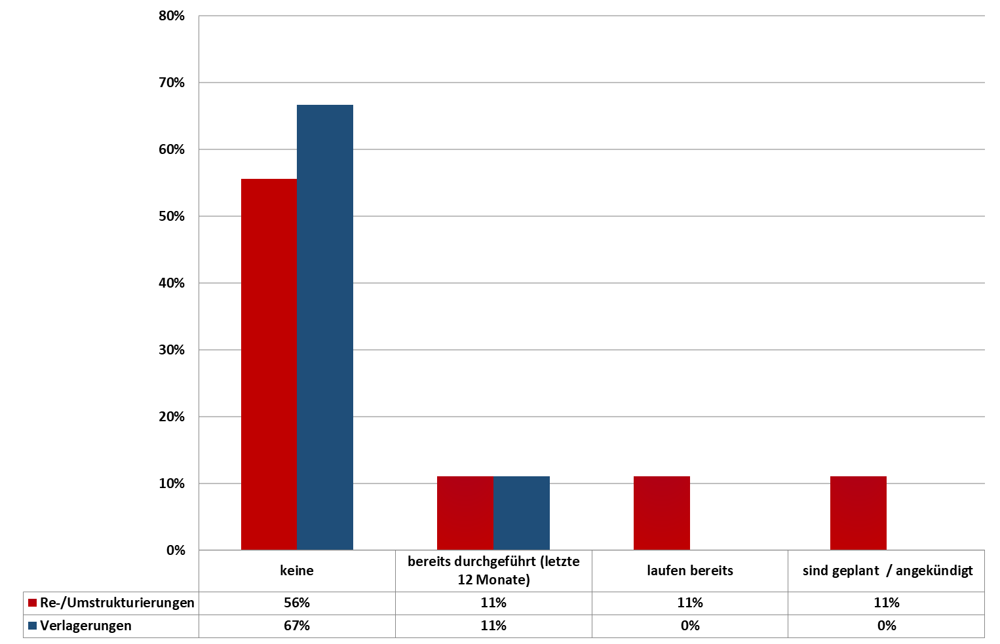 80%
70%
60%
50%
40%
30%
20%
10%
0%
keine
bereits durchgeführt (letzte
12 Monate)
laufen bereits
sind geplant / angekündigt
Re-/Umstrukturierungen 56% 11% 11% 11%
Verlagerungen 67% 11% 0% 0%